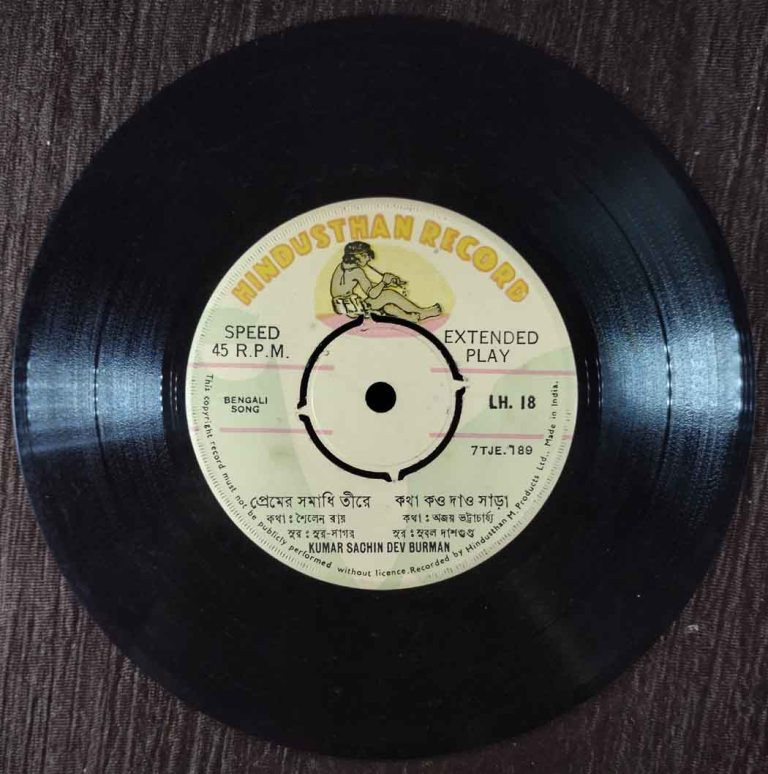 HINDUSTHAN RECORD
SPEED
45 R.P.M.
EXTENDED
PLAY
BENGALI
SONG
LH. 18
7TJE.789
প্রেমের সমাধি তীরে কথা কও দাও সাড়া
কথা : শৈলেন রায় কথা : অজয় ভট্টাচার্য্য
সুর : সুর-সাগর সুর : সুবল দাশগুপ্ত
KUMAR SACHIN DEV BURMAN
This copyright record must not be publicly performed without licence. Recorded by Hindusthan M. Products Ltd., Made in India.